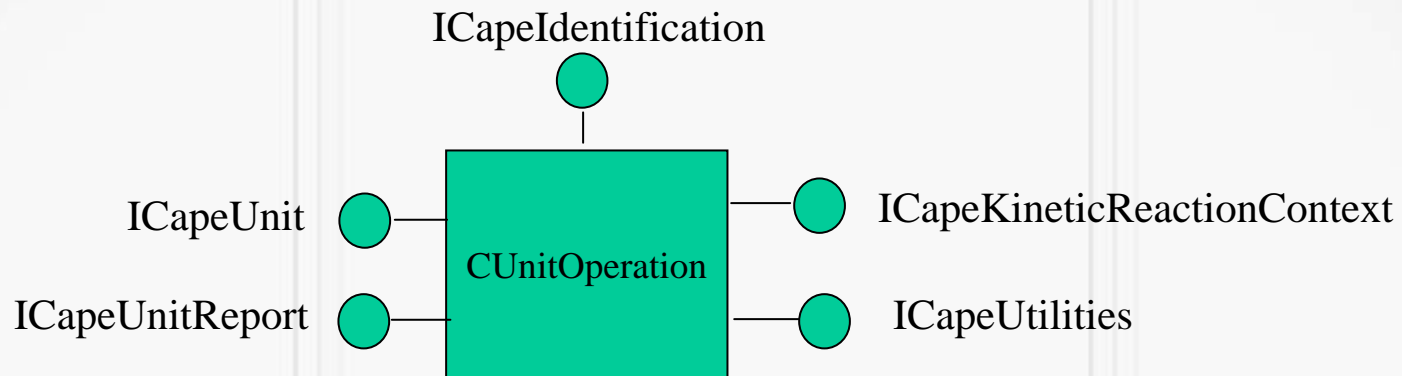 ICapeIdentification
ICapeUnit
ICapeKineticReactionContext
CUnitOperation
ICapeUnitReport
ICapeUtilities